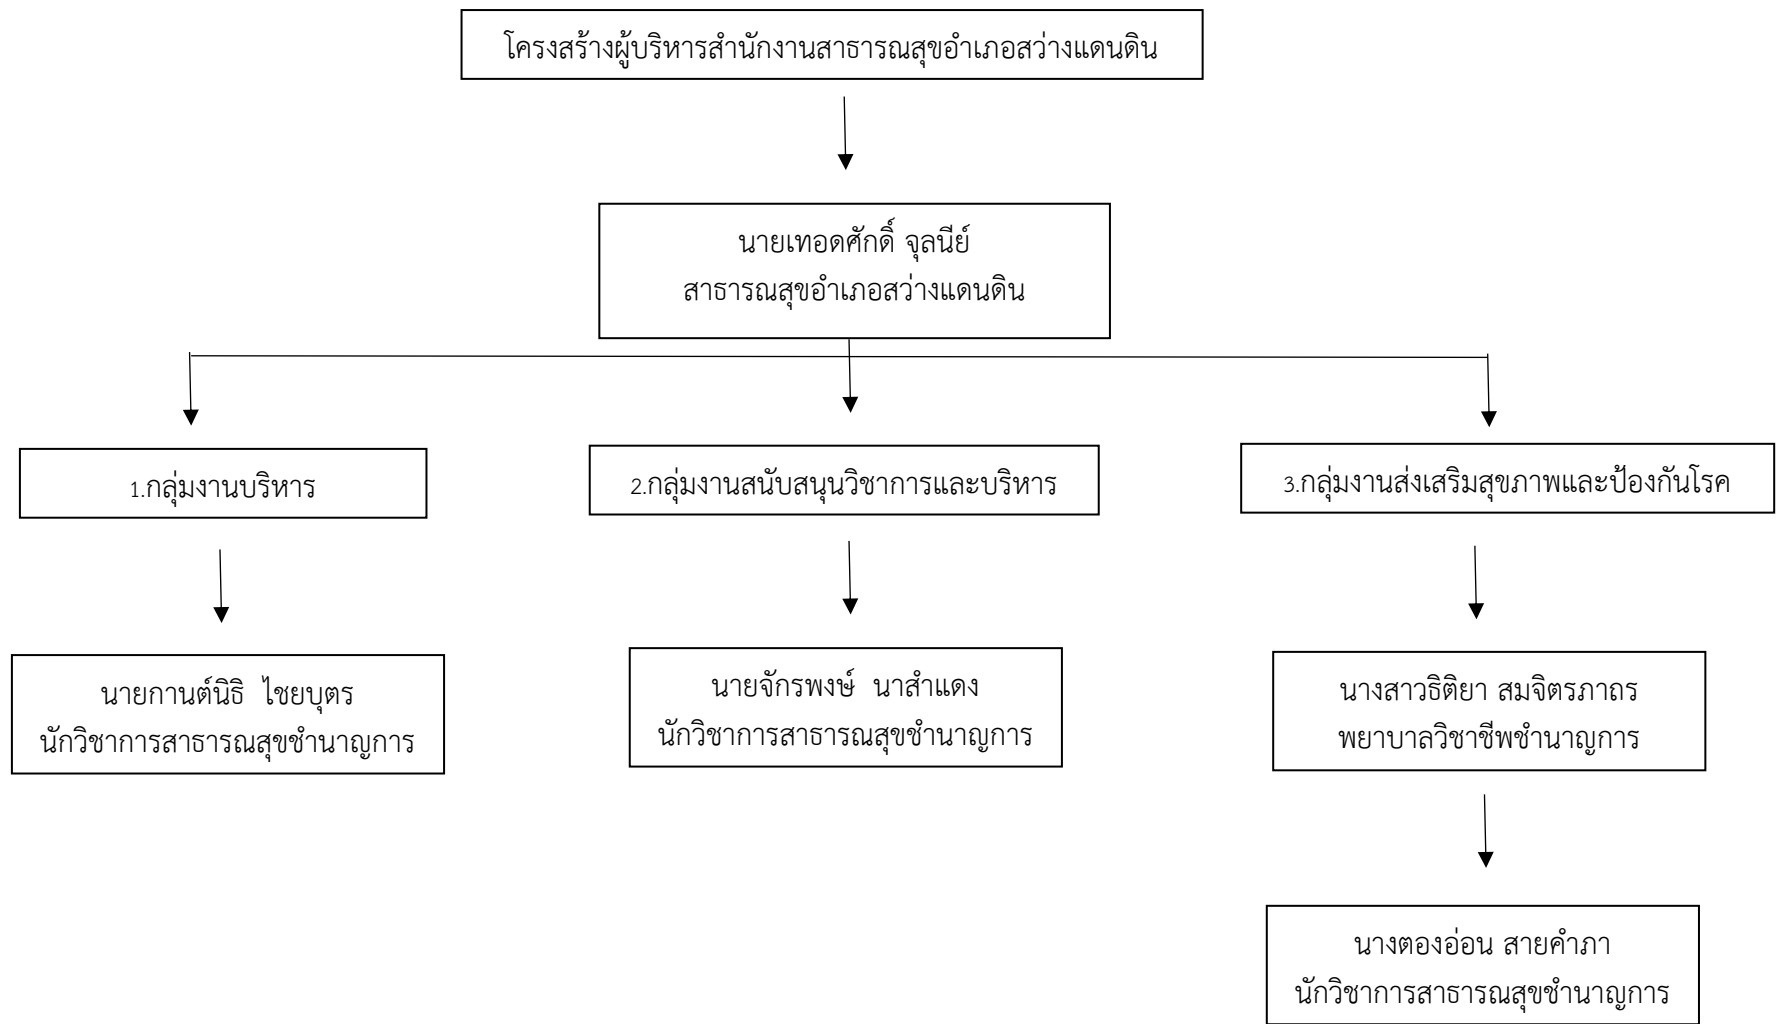 โครงสร้างผู้บริหารสำนักงานสาธารณสุขอำเภอสว่างแดนดิน
นายเทอดศักดิ์ จุลนีย์
สาธารณสุขอำเภอสว่างแดนดิน
1.กลุ่มงานบริหาร
2.กลุ่มงานสนับสนุนวิชาการและบริหาร
3.กลุ่มงานส่งเสริมสุขภาพและป้องกันโรค
นายกานต์นิธิ ไชยบุตร
นักวิชาการสาธารณสุขชำนาญการ
นายจักรพงษ์ นาสำแดง
นักวิชาการสาธารณสุขชำนาญการ
นางสาวธิติยา สมจิตรภาถร
พยาบาลวิชาชีพชำนาญการ
นางตองอ่อน สายคำภา
นักวิชาการสาธารณสุขชำนาญการ